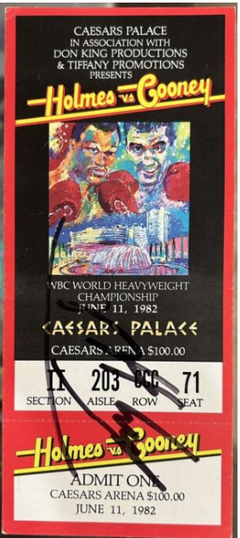 CAESARS PALACE
IN ASSOCIATION WITH
DON KING PRODUCTIONS
& TIFFANY PROMOTIONS
PRESENTS
Holmes vs Cooney
WBC WORLD HEAVYWEIGHT
CHAMPIONSHIP
JUNE 11, 1982
CAESARS PALACE
CAESARS ARENA $100.00
II 203 CCC 71
SECTION AISLE ROW SEAT
Holmes vs Cooney
ADMIT ONE
CAESARS ARENA $100.00
JUNE 11, 1982